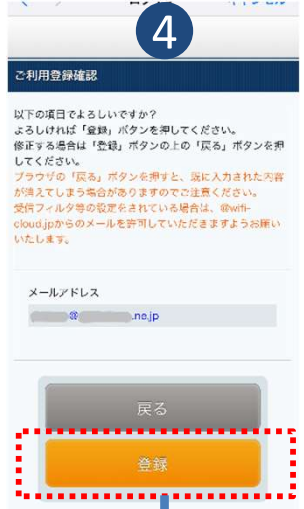 4
ご利用登録確認
以下の項目でよろしいですか？
よろしければ「登録」ボタンを押してください。
修正する場合は「登録」ボタンの上の「戻る」ボタンを押
してください。
ブラウザの「戻る」ボタンを押すと、既に入力された内容
が消えてしまう場合がありますのでご注意ください。
受信フィルタ等の設定をされている場合は、@wifi-
cloud.jpからのメールを許可していただきますようお願い
いたします。
メールアドレス
@ .ne.jp
戻る
登録